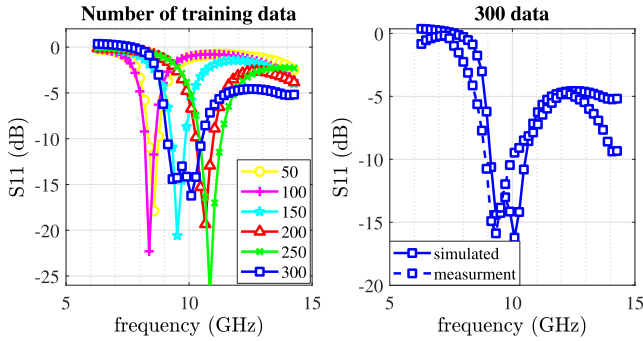 Number of training data
0
-5
-10
-15
-20
-25
S11 (dB)
50
100
150
200
250
300
5
10
15
frequency (GHz)
300 data
0
-5
-10
-15
-20
S11 (dB)
simulated
measurment
5
10
15
frequency (GHz)